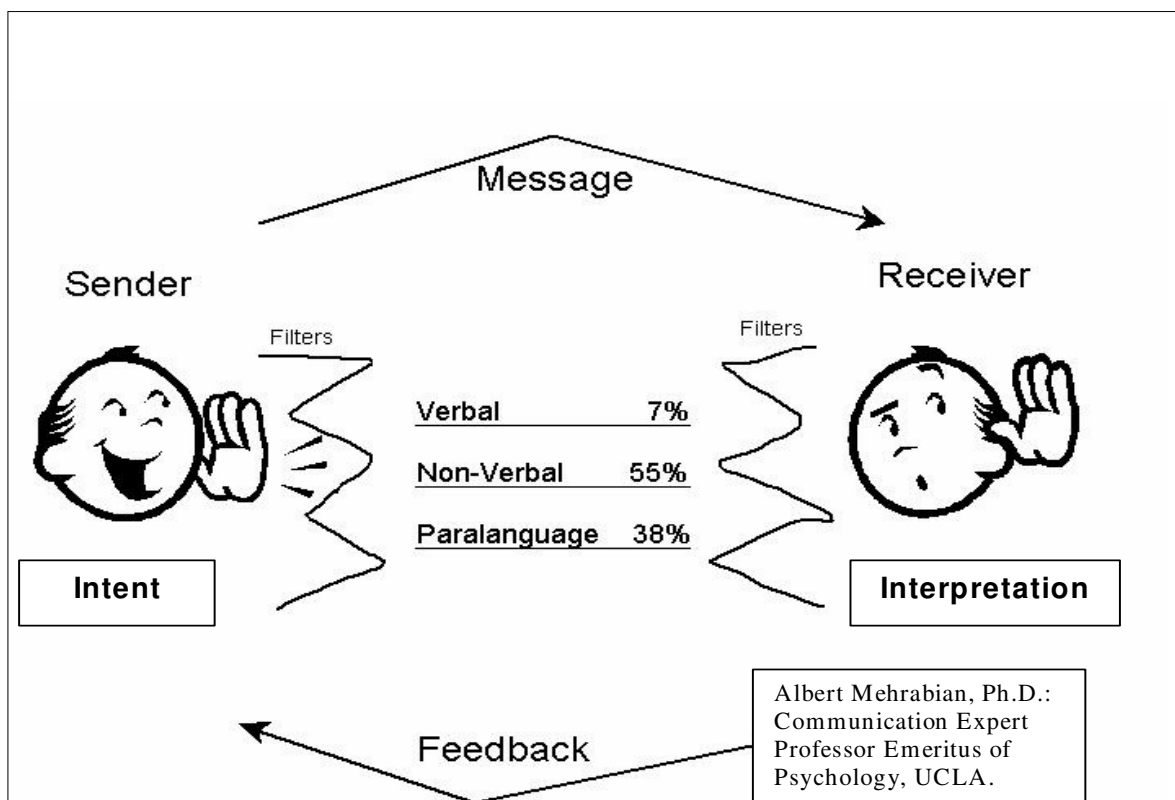 Message
Sender
Receiver
Filters
Filters
Verbal 7%
Non-Verbal 55%
Paralanguage 38%
Intent
Interpretation
Feedback
Albert Mehrabian, Ph.D.:
Communication Expert
Professor Emeritus of
Psychology, UCLA.